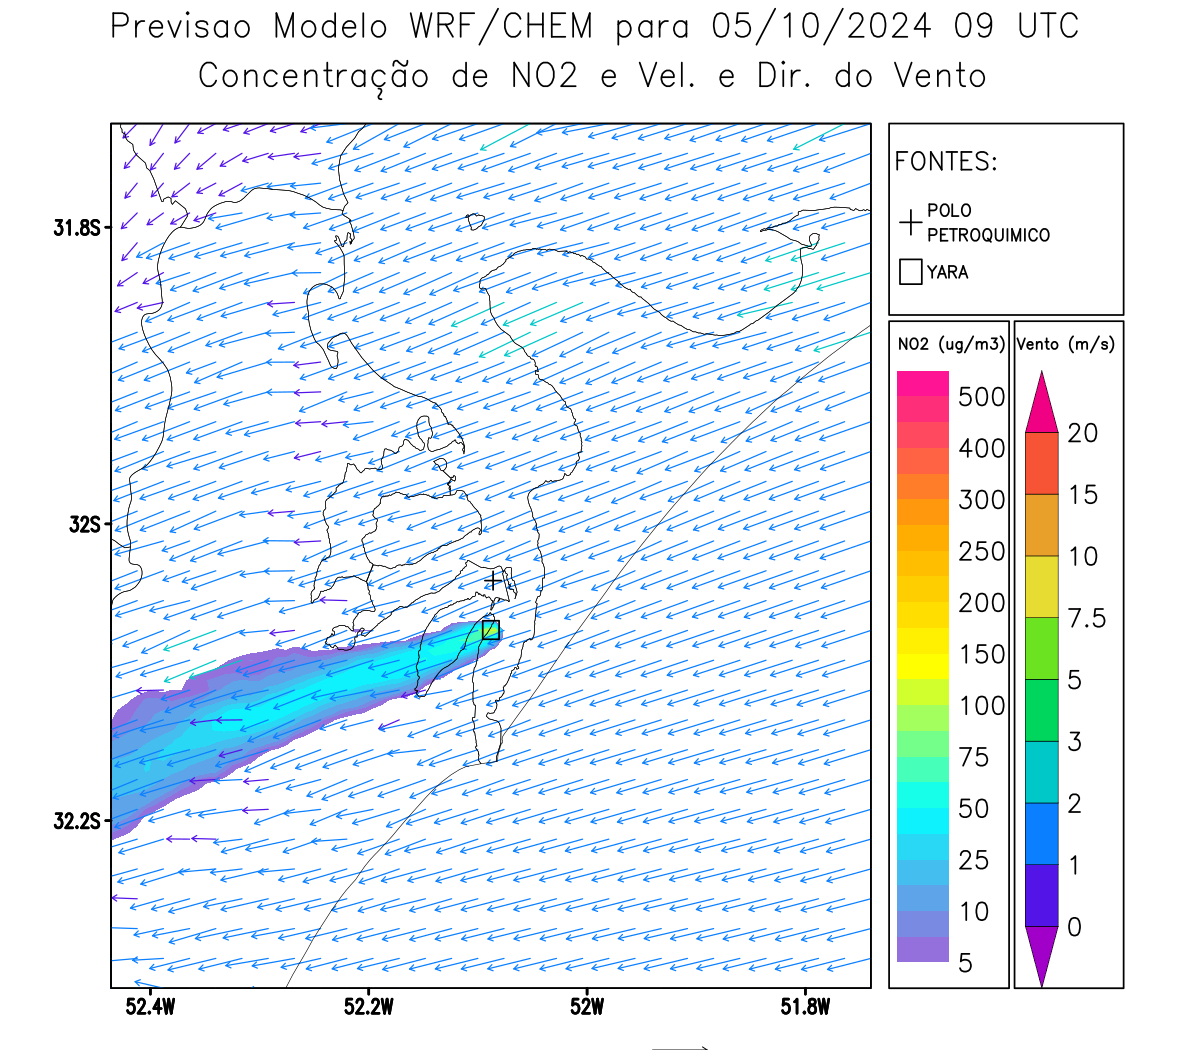 Previsao Modelo WRF/CHEM para 05/10/2024 09 UTC
Concentração de NO2 e Vel. e Dir. do Vento
FONTES:
POLO
PETROQUIMICO
YARA
NO2 (ug/m3)
500
400
300
250
200
150
100
75
50
25
10
5
Vento (m/s)
20
15
10
7.5
5
3
2
1
0
31.8S
32S
32.2S
52.4W
52.2W
52W
51.8W